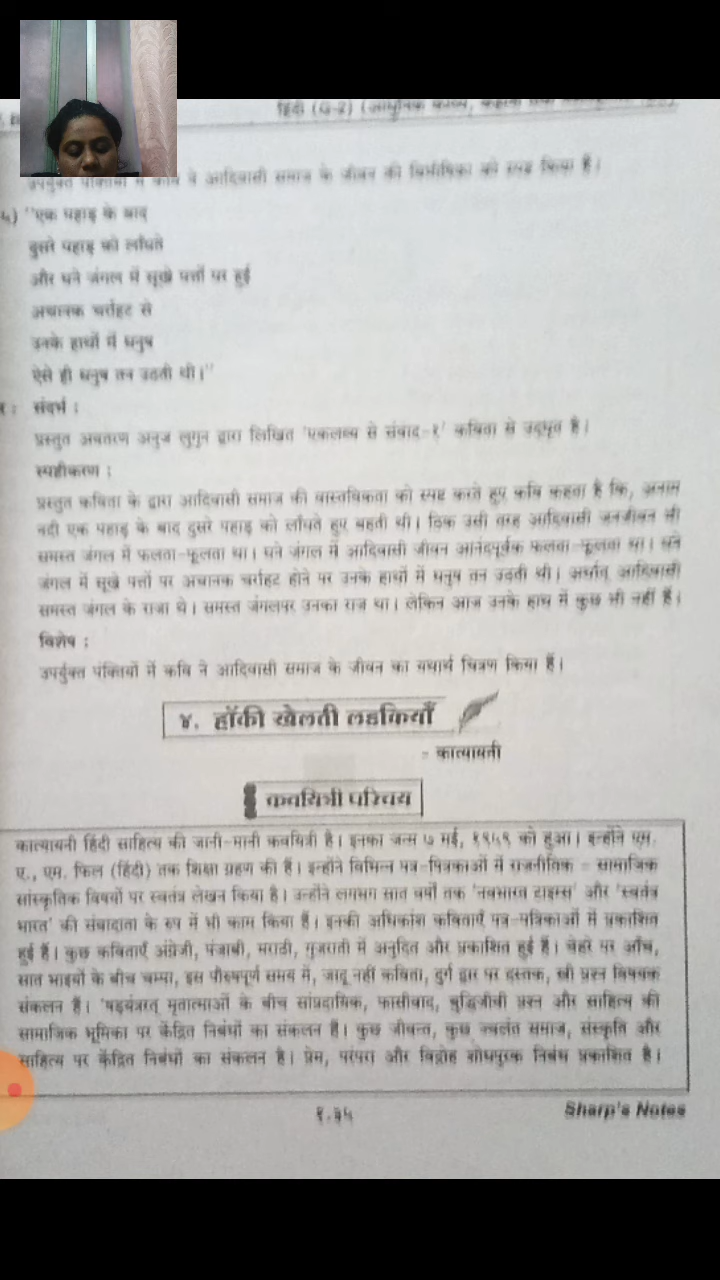 हिंदी (G-2) (आधुनिक काव्य,
उपर्युक्त पंक्तियों में कवि ने आदिवासी समाज के जीवन की विभीषिका को स्पष्ट किया है।
५) "एक पहाड़ के बाद
दुसरे पहाड़ को लाँघते
और घने जंगल में सूखे पत्तों पर हुई
अचानक चर्राहट से
उनके हाथों में धनुष
ऐसे ही धनुष तन उठती थी।"
संदर्भ :
प्रस्तुत अवतरण अनुज लुगुन द्वारा लिखित 'एकलव्य से संवाद-१' कविता से उद्धृत है।
स्पष्टीकरण :
प्रस्तुत कविता के द्वारा आदिवासी समाज की वास्तविकता को स्पष्ट करते हुए कवि कहता है कि, अनाम
नदी एक पहाड़ के बाद दुसरे पहाड़ को लाँघते हुए बहती थी। ठिक उसी तरह आदिवासी जनजीवन भी
समस्त जंगल में फलता-फूलता था। घने जंगल में आदिवासी जीवन आनंदपूर्वक फलता-फूलता था। घने
जंगल में सूखे पत्तों पर अचानक चर्राहट होने पर उनके हाथों में धनुष तन उठती थी। अर्थात् आदिवासी
समस्त जंगल के राजा थे। समस्त जंगलपर उनका राज था। लेकिन आज उनके हाथ में कुछ भी नहीं हैं।
विशेष :
उपर्युक्त पंक्तियों में कवि ने आदिवासी समाज के जीवन का यथार्थ चित्रण किया हैं।
४. हॉकी खेलती लडकियाँ
- कात्यायनी
कवयित्री परिचय
कात्यायनी हिंदी साहित्य की जानी-मानी कवयित्री है। इनका जन्म ७ मई, १९५९ को हुआ। इन्होंने एम.
ए., एम. फिल (हिंदी) तक शिक्षा ग्रहण की हैं। इन्होंने विभिन्न पत्र-पित्रकाओं में राजनीतिक - सामाजिक
सांस्कृतिक विषयों पर स्वतंत्र लेखन किया है। उन्होंने लगभग सात वर्षों तक 'नवभारत टाइम्स' और 'स्वतंत्र
भारत' की संवादाता के रुप में भी काम किया हैं। इनकी अधिकांश कविताएँ पत्र-पत्रिकाओं में प्रकाशित
हुई हैं। कुछ कविताएँ अंग्रेजी, पंजाबी, मराठी, गुजराती में अनुदित और प्रकाशित हुई हैं। चेहरे पर आँच,
सात भाइयों के बीच चम्पा, इस पौरुषपूर्ण समय में, जादू नहीं कविता, दुर्ग द्वार पर दस्तक, स्त्री प्रश्न विषयक
संकलन हैं। 'षड्यंत्ररत् मृतात्माओं के बीच सांप्रदायिक, फासीवाद, बुद्धिजीवी प्रश्न और साहित्य की
सामाजिक भूमिका पर केंद्रित निबंधों का संकलन हैं। कुछ जीवन्त, कुछ ज्वलंत समाज, संस्कृति और
साहित्य पर केंद्रित निबंधों का संकलन है। प्रेम, परंपरा और विद्रोह शोधपुरक निबंध प्रकाशित है।
१.३५
Sharp's Notes